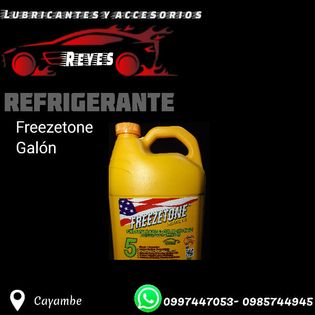 Lubricantes y accesorios
Reyes
REFRIGERANTE
Freezetone
Galón
FREEZETONE
5
Cayambe
0997447053- 0985744945